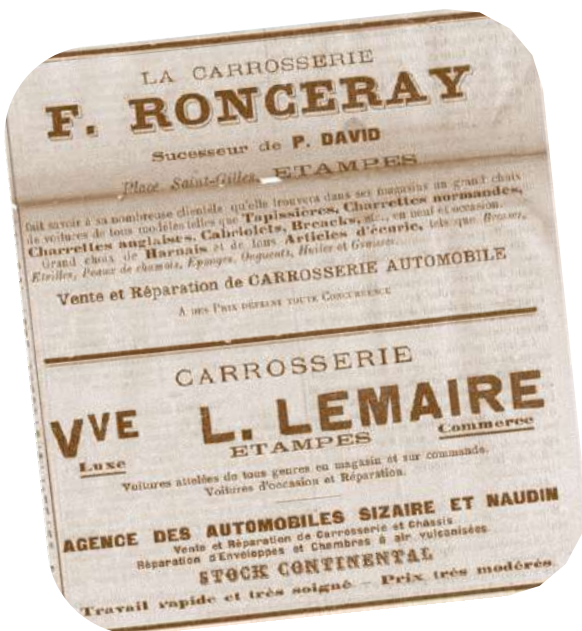 LA CARROSSERIE
F. RONCERAY
Sucesseur de P. DAVID
Place Saint-Gilles, ETAMPES
fait savoir à sa nombreuse clientèle qu'elle trouvera dans ses magasins un grand choix
de voitures de tous modèles telles que Tapissières, Charrettes normandes,
Charrettes anglaises, Cabriolets, Breacks, etc., en neuf et occasion.
Grand choix de Harnais et de tous Articles d'écurie, tels que Brosses,
Etrilles, Peaux de chamois, Eponges, Onguents, Huiles et Graisses.
Vente et Réparation de CARROSSERIE AUTOMOBILE
A DES PRIX DÉFIANT TOUTE CONCURRENCE
CARROSSERIE
VVE L. LEMAIRE
ETAMPES
Luxe Commerce
Voitures attelées de tous genres en magasin et sur commande.
Voitures d'occasion et Réparation.
AGENCE DES AUTOMOBILES SIZAIRE ET NAUDIN
Vente et Réparation de Carrosserie et Châssis
Réparation d'Enveloppes et Chambres à air vulcanisées
STOCK CONTINENTAL
Travail rapide et très soigné - Prix très modérés